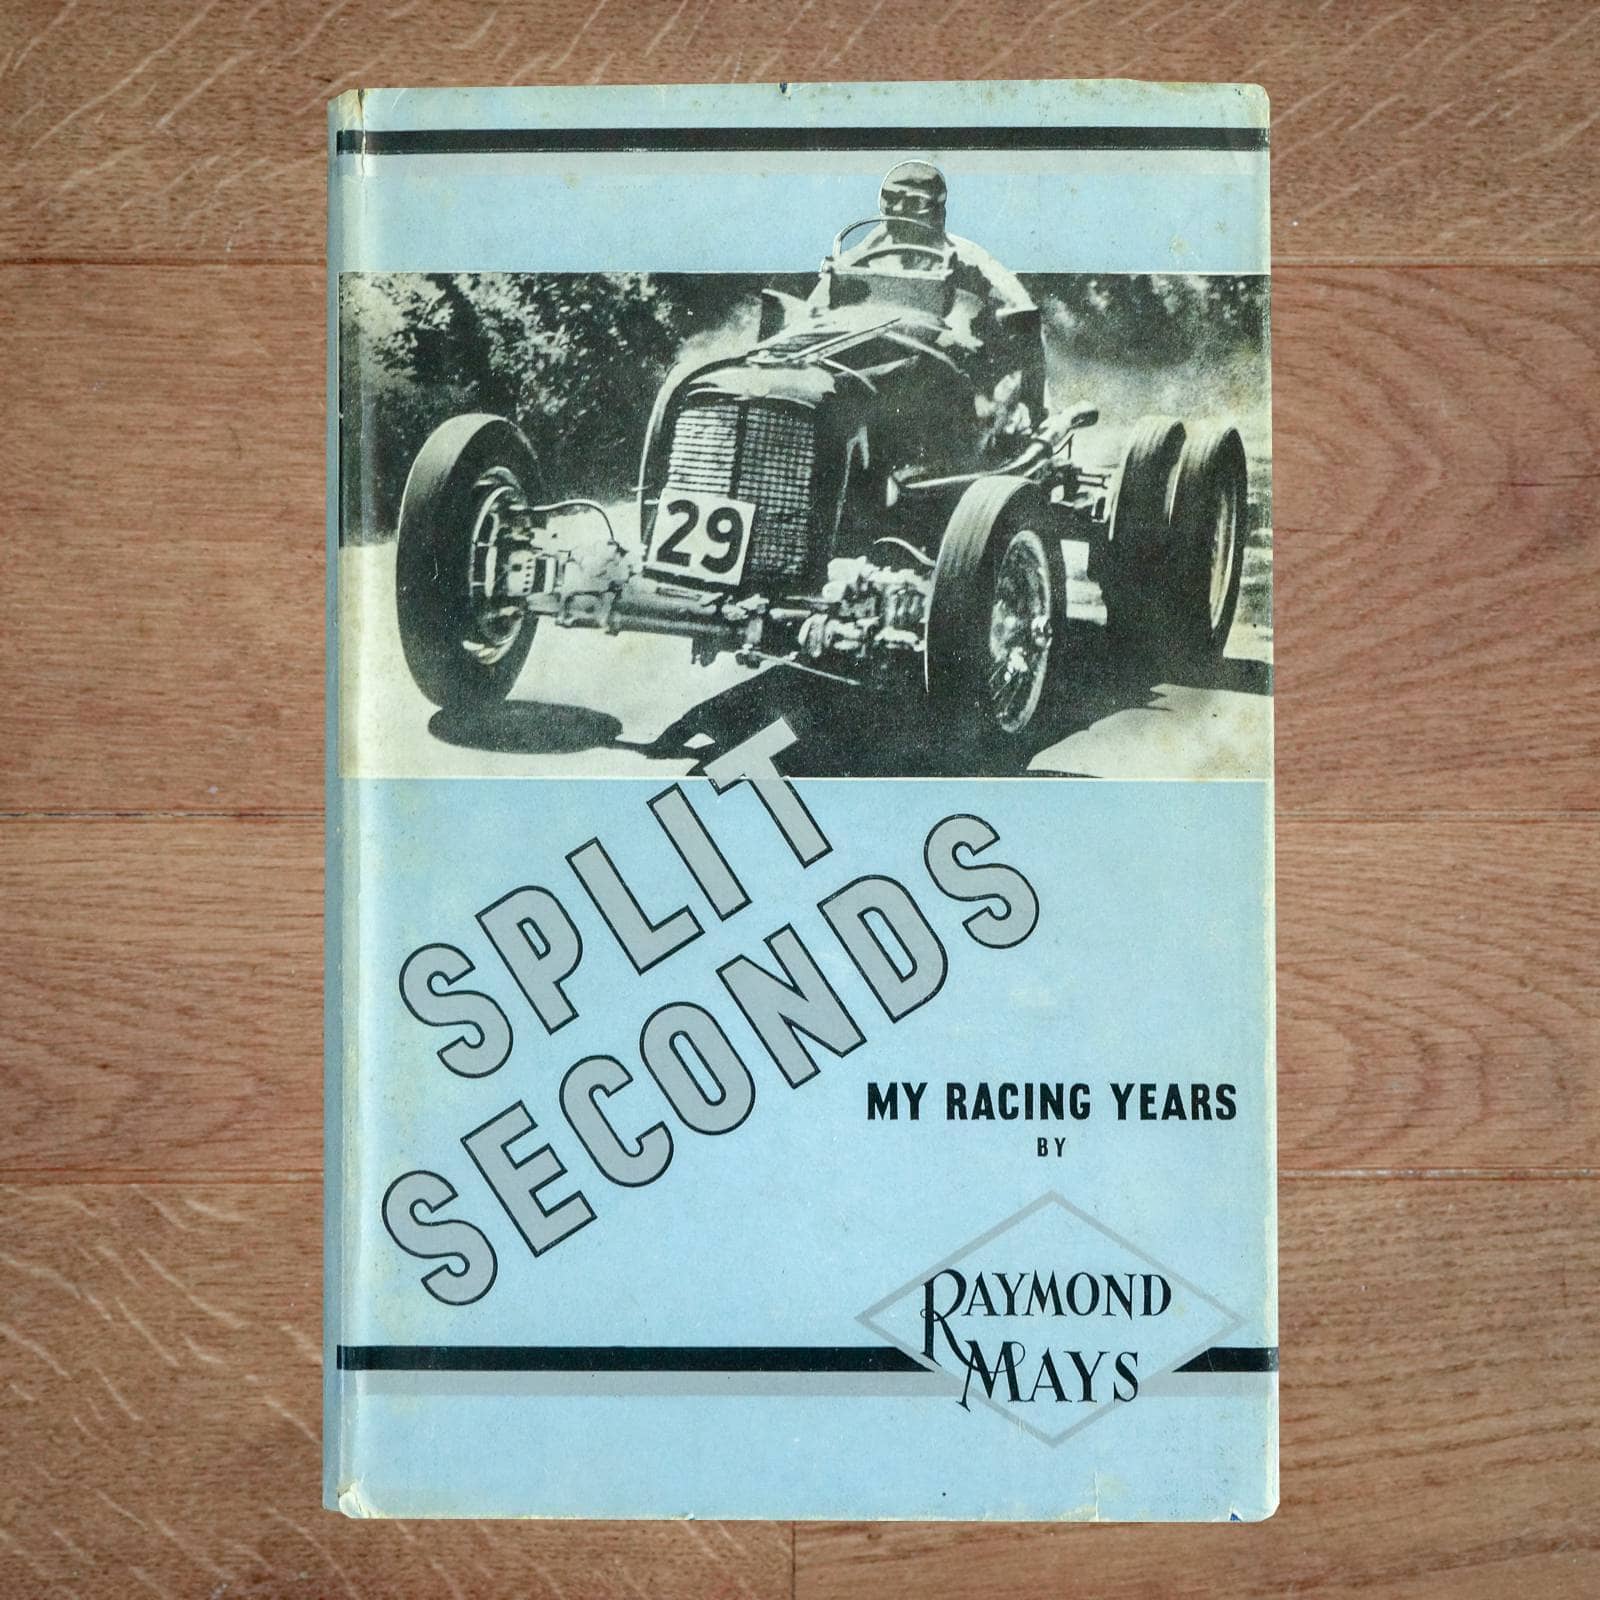 29
SPLIT
SECONDS
MY RACING YEARS
BY
RAYMOND
MAYS